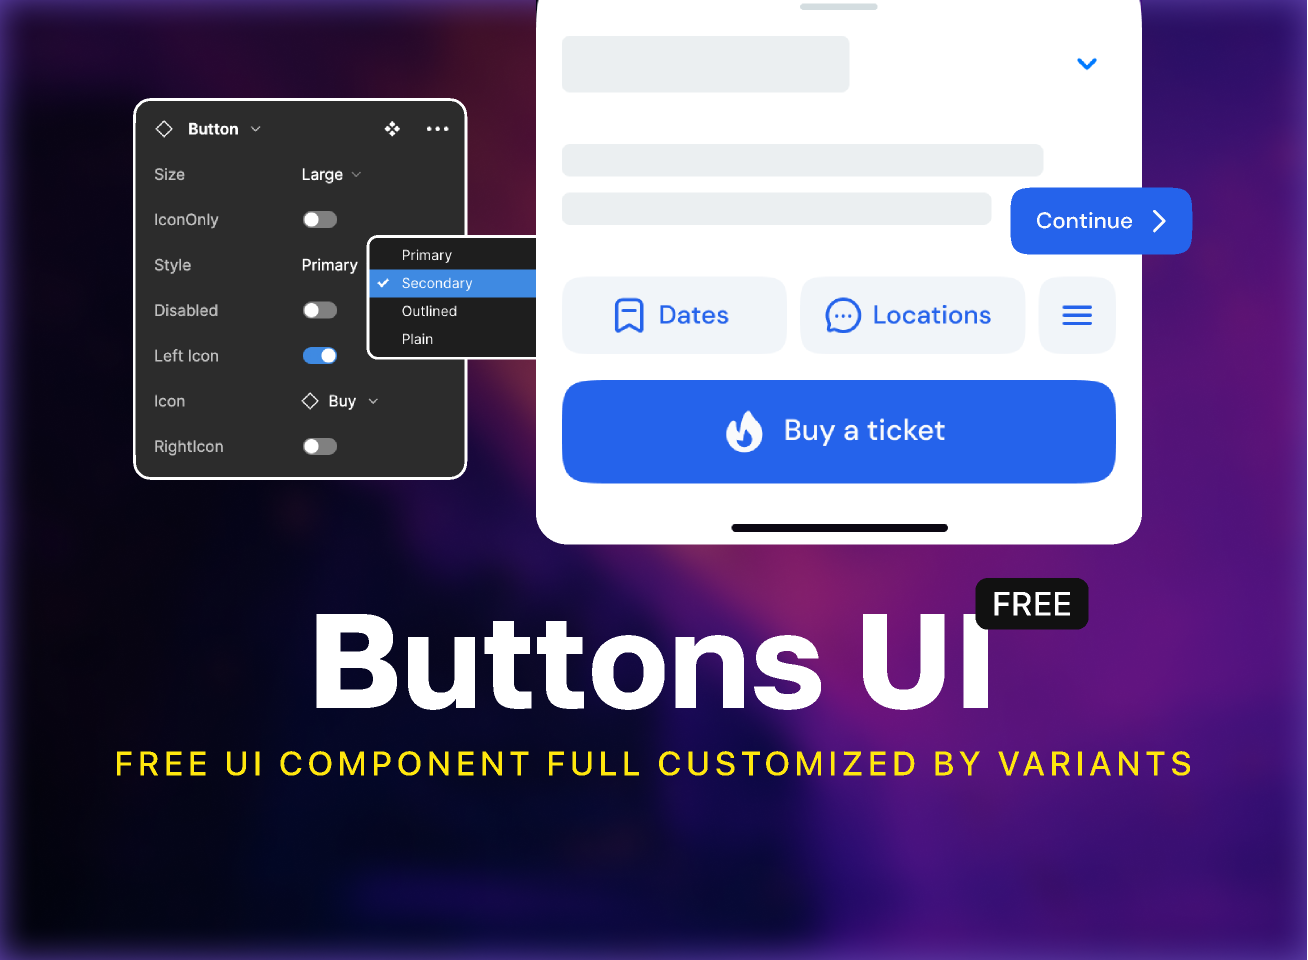 Button
Size Large
IconOnly
Style Primary
Primary
Secondary
Outlined
Plain
Disabled
Left Icon
Icon Buy
RightIcon
Continue
Dates Locations
Buy a ticket
FREE
Buttons UI
FREE UI COMPONENT FULL CUSTOMIZED BY VARIANTS